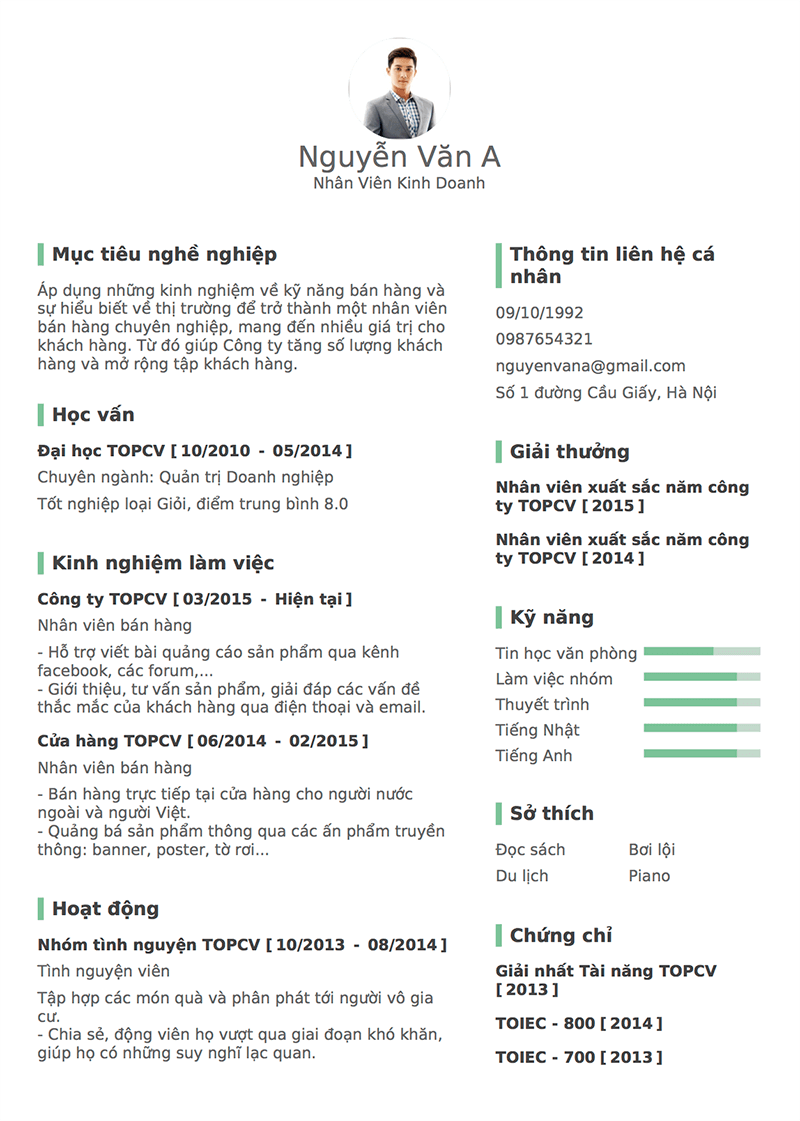 Nguyễn Văn A
Nhân Viên Kinh Doanh
Mục tiêu nghề nghiệp
Áp dụng những kinh nghiệm về kỹ năng bán hàng và
sự hiểu biết về thị trường để trở thành một nhân viên
bán hàng chuyên nghiệp, mang đến nhiều giá trị cho
khách hàng. Từ đó giúp Công ty tăng số lượng khách
hàng và mở rộng tập khách hàng.
Học vấn
Đại học TOPCV [ 10/2010 - 05/2014 ]
Chuyên ngành: Quản trị Doanh nghiệp
Tốt nghiệp loại Giỏi, điểm trung bình 8.0
Kinh nghiệm làm việc
Công ty TOPCV [ 03/2015 - Hiện tại ]
Nhân viên bán hàng
- Hỗ trợ viết bài quảng cáo sản phẩm qua kênh
facebook, các forum,...
- Giới thiệu, tư vấn sản phẩm, giải đáp các vấn đề
thắc mắc của khách hàng qua điện thoại và email.
Cửa hàng TOPCV [ 06/2014 - 02/2015 ]
Nhân viên bán hàng
- Bán hàng trực tiếp tại cửa hàng cho người nước
ngoài và người Việt.
- Quảng bá sản phẩm thông qua các ấn phẩm truyền
thông: banner, poster, tờ rơi...
Hoạt động
Nhóm tình nguyện TOPCV [ 10/2013 - 08/2014 ]
Tình nguyện viên
Tập hợp các món quà và phân phát tới người vô gia
cư.
- Chia sẻ, động viên họ vượt qua giai đoạn khó khăn,
giúp họ có những suy nghĩ lạc quan.
Thông tin liên hệ cá
nhân
09/10/1992
0987654321
nguyenvana@gmail.com
Số 1 đường Cầu Giấy, Hà Nội
Giải thưởng
Nhân viên xuất sắc năm công
ty TOPCV [ 2015 ]
Nhân viên xuất sắc năm công
ty TOPCV [ 2014 ]
Kỹ năng
Tin học văn phòng
Làm việc nhóm
Thuyết trình
Tiếng Nhật
Tiếng Anh
Sở thích
Đọc sách Bơi lội
Du lịch Piano
Chứng chỉ
Giải nhất Tài năng TOPCV
[ 2013 ]
TOIEC - 800 [ 2014 ]
TOIEC - 700 [ 2013 ]